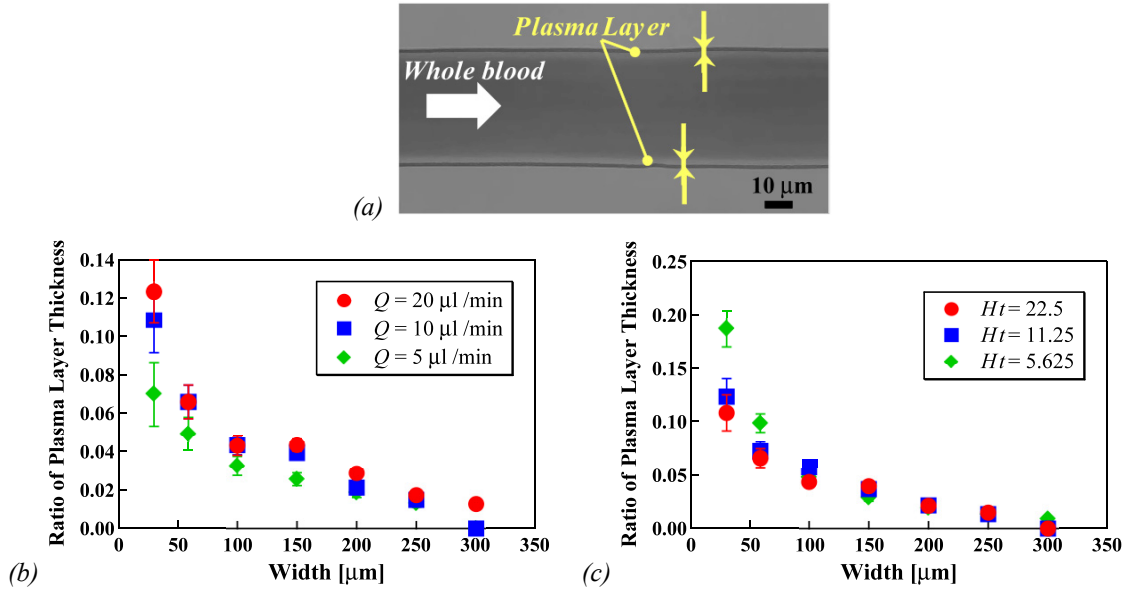 Plasma Layer
Whole blood
10 μm
(a)
Ratio of Plasma Layer Thickness
0.14
0.12
0.10
0.08
0.06
0.04
0.02
0.00
Q = 20 μl /min
Q = 10 μl /min
Q = 5 μl /min
0 50 100 150 200 250 300 350
Width [μm]
(b)
Ratio of Plasma Layer Thickness
0.25
0.20
0.15
0.10
0.05
0.00
Ht = 22.5
Ht = 11.25
Ht = 5.625
0 50 100 150 200 250 300 350
Width [μm]
(c)